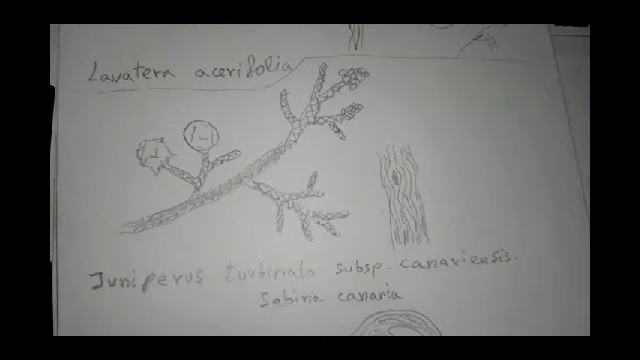 Lavatera acerifolia
Juniperus turbinata subsp. canariensis.
Sabina canaria